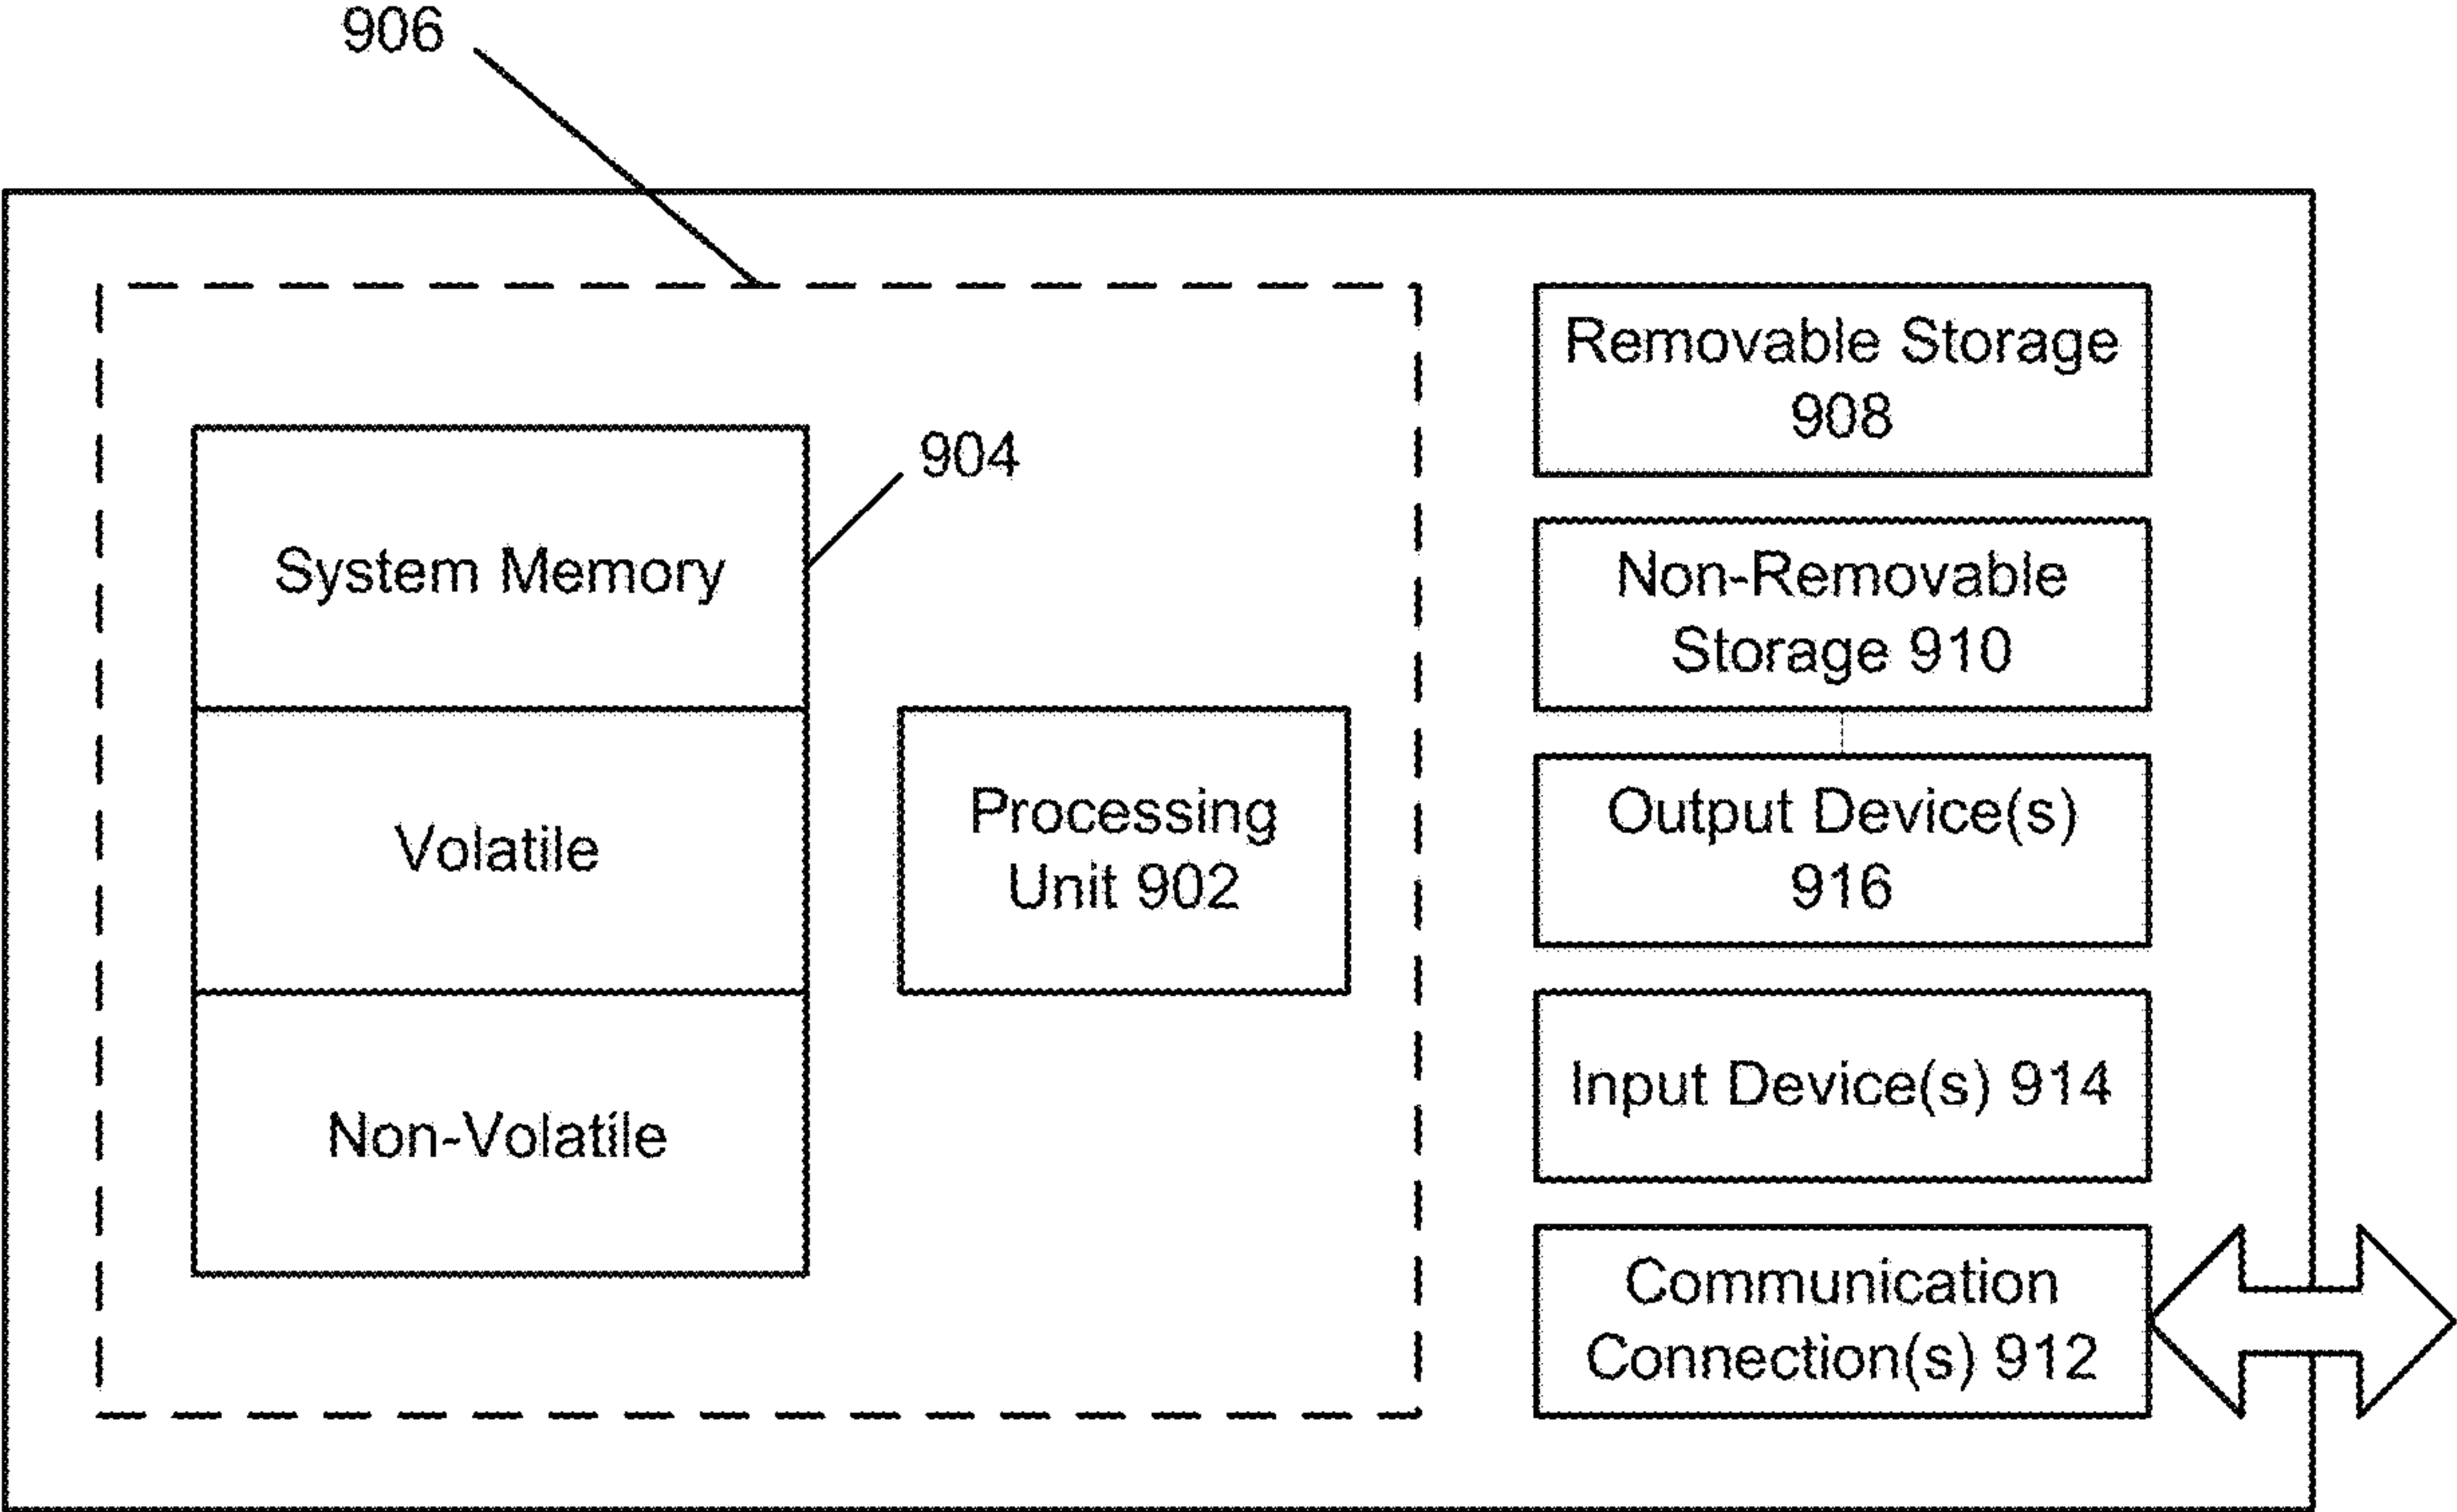 906
904
System Memory
Volatile
Non-Volatile
Processing
Unit 902
Removable Storage
908
Non-Removable
Storage 910
Output Device(s)
916
Input Device(s) 914
Communication
Connection(s) 912